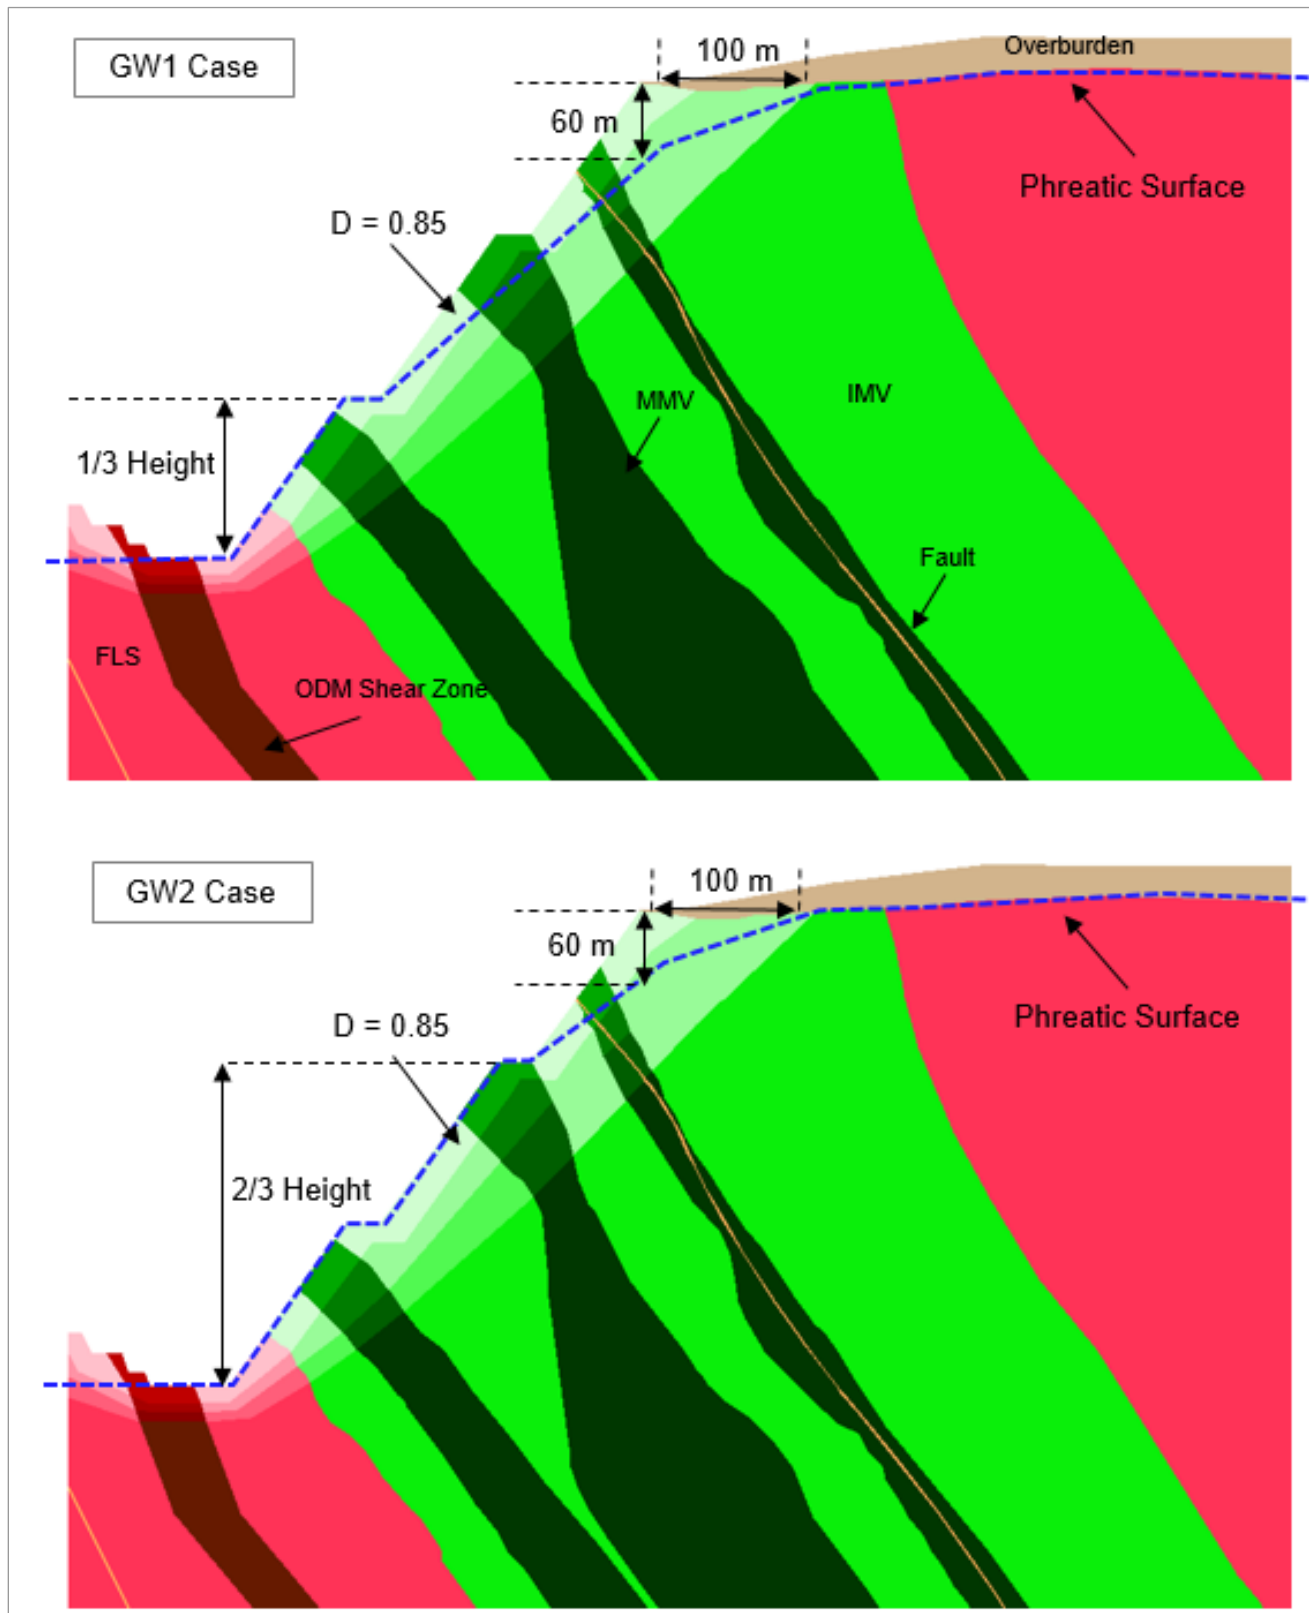 GW1 Case
100 m
Overburden
60 m
Phreatic Surface
D = 0.85
MMV
IMV
1/3 Height
Fault
FLS
ODM Shear Zone
GW2 Case
100 m
60 m
D = 0.85
Phreatic Surface
2/3 Height